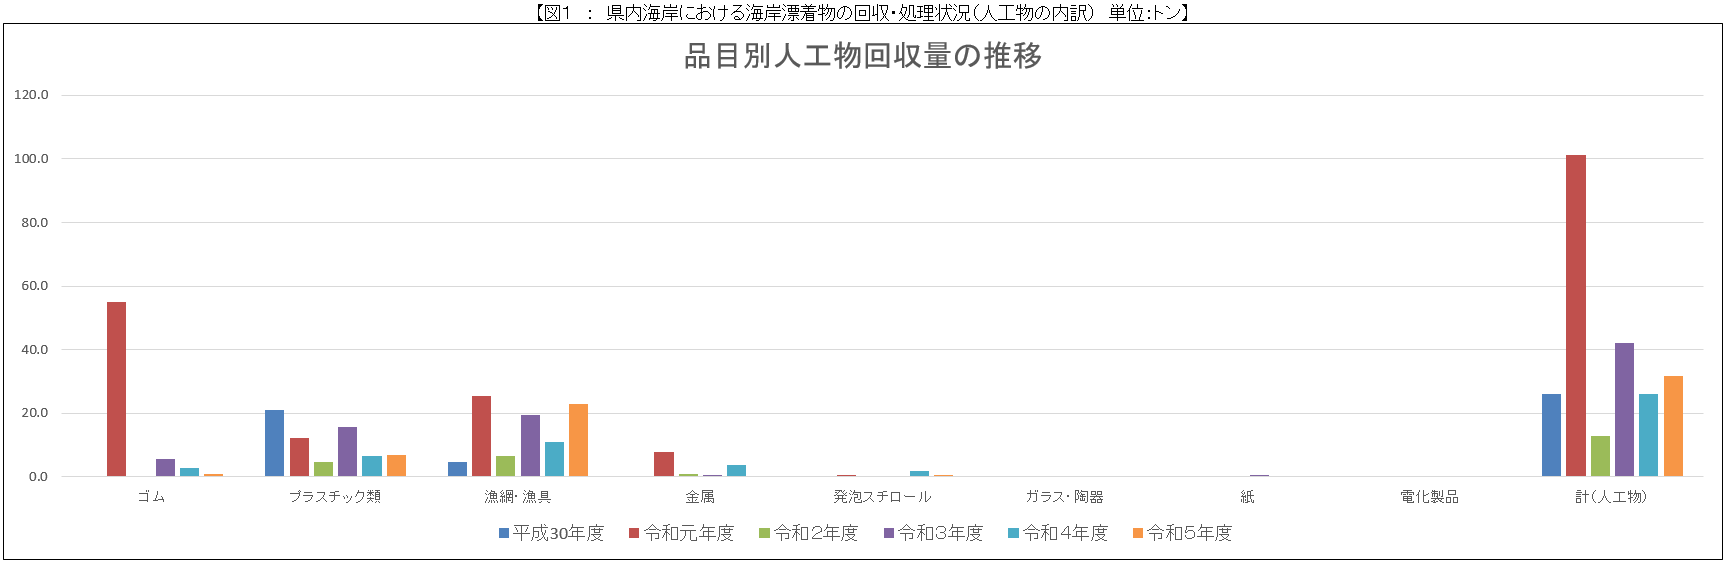 【図1 : 県内海岸における海岸漂着物の回収・処理状況(人工物の内訳) 単位:トン】
品目別人工物回収量の推移
120.0
100.0
80.0
60.0
40.0
20.0
0.0
ゴム プラスチック類 漁網・漁具 金属 発泡スチロール ガラス・陶器 紙 電化製品 計(人工物)
平成30年度 令和元年度 令和2年度 令和3年度 令和4年度 令和5年度